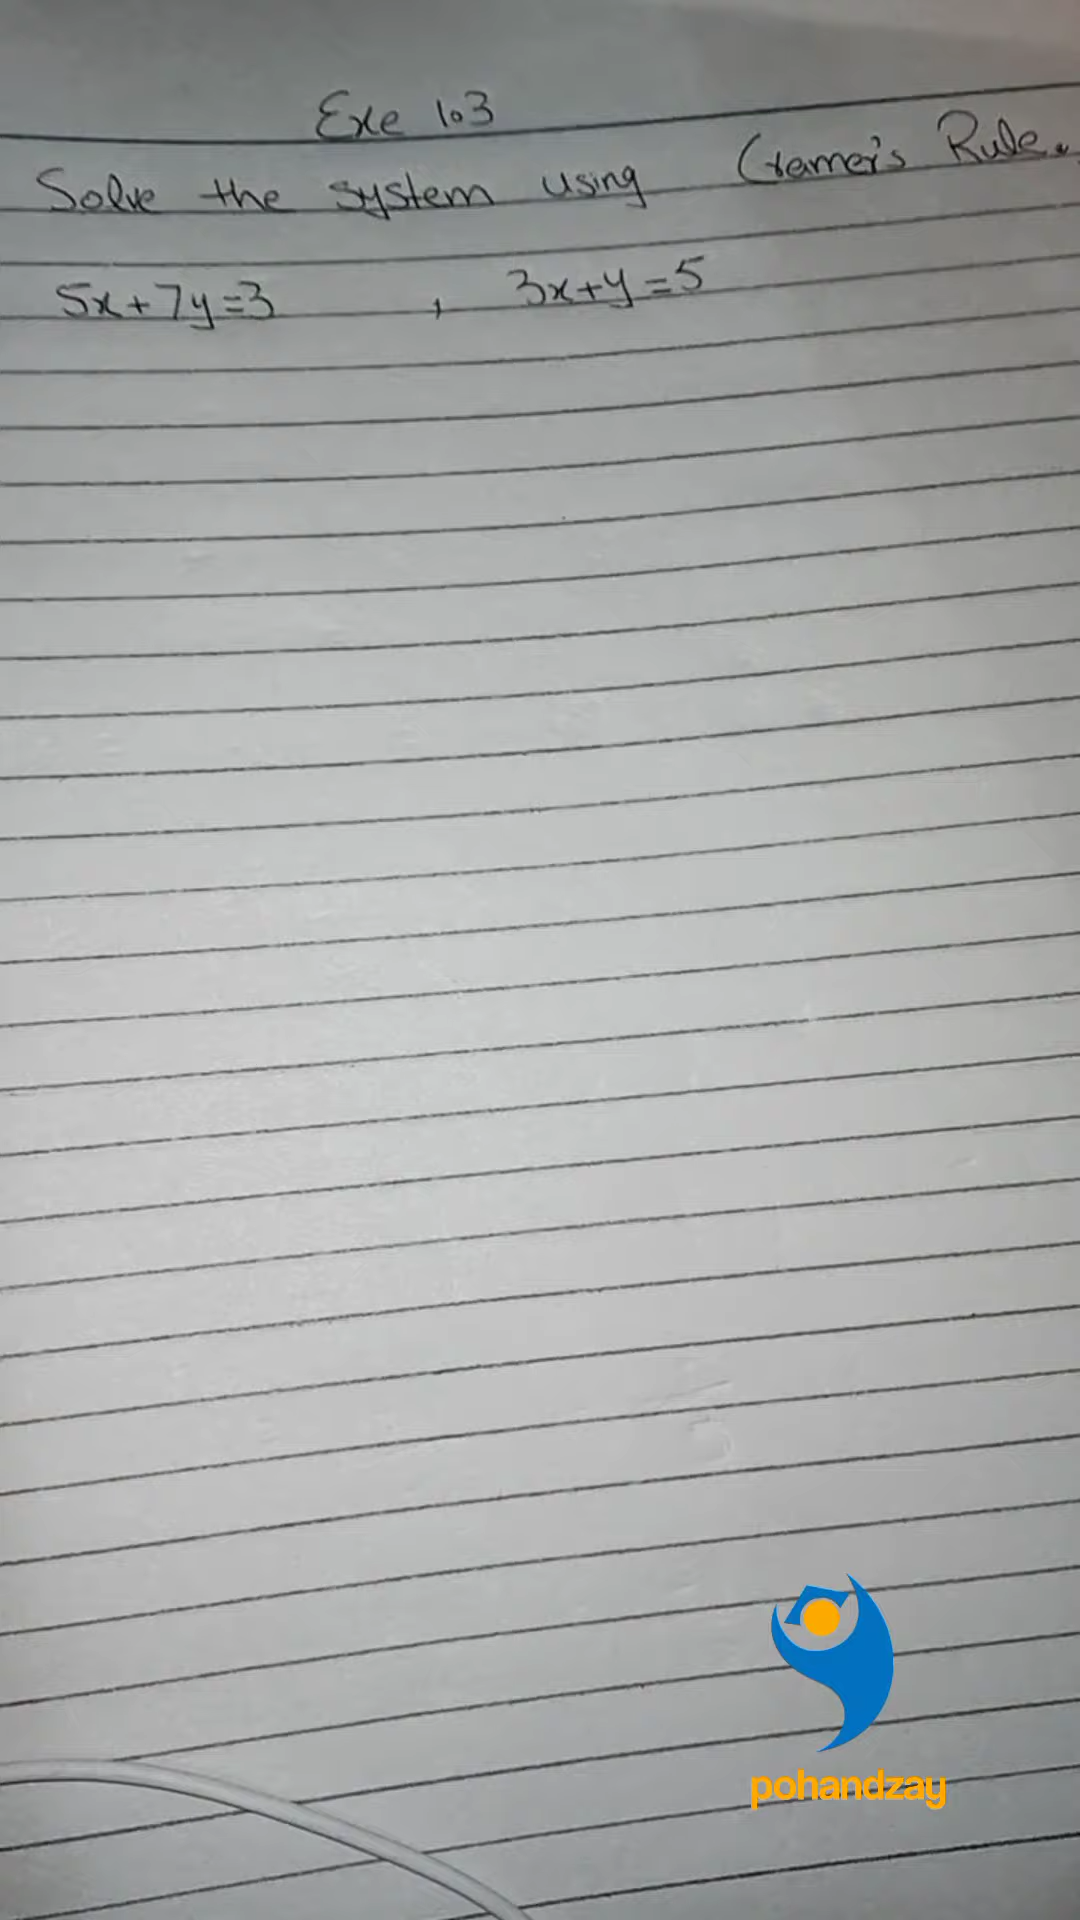 Exe 1.3
Solve the system using Cramer's Rule.
5x+7y=3 , 3x+y=5
pohandzay